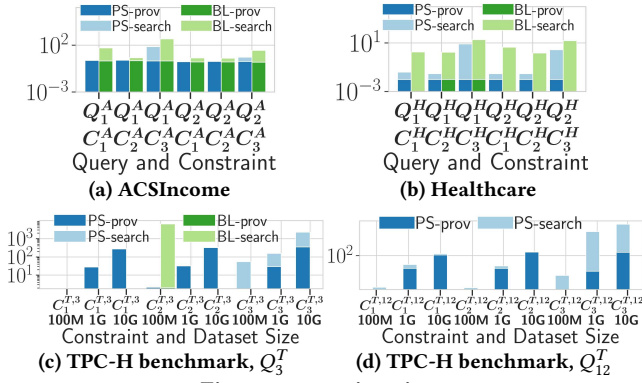 PS-prov BL-prov
PS-search BL-search
10^2
10^-3
Q_1^A Q_1^A Q_1^A Q_2^A Q_2^A Q_2^A
C_1^A C_2^A C_3^A C_1^A C_2^A C_3^A
Query and Constraint
(a) ACSIncome
PS-prov BL-prov
PS-search BL-search
10^1
10^-3
Q_1^H Q_1^H Q_1^H Q_2^H Q_2^H Q_2^H
C_1^H C_2^H C_3^H C_1^H C_2^H C_3^H
Query and Constraint
(b) Healthcare
PS-prov BL-prov
PS-search BL-search
10^3
10^2
10^1
C_1^{T,3} C_1^{T,3} C_1^{T,3} C_2^{T,3} C_2^{T,3} C_2^{T,3} C_3^{T,3} C_3^{T,3} C_3^{T,3}
100M 1G 10G 100M 1G 10G 100M 1G 10G
Constraint and Dataset Size
(c) TPC-H benchmark, Q_3^T
PS-prov PS-search
10^2
C_1^{T,12} C_1^{T,12} C_1^{T,12} C_2^{T,12} C_2^{T,12} C_2^{T,12} C_3^{T,12} C_3^{T,12} C_3^{T,12}
100M 1G 10G 100M 1G 10G 100M 1G 10G
Constraint and Dataset Size
(d) TPC-H benchmark, Q_12^T